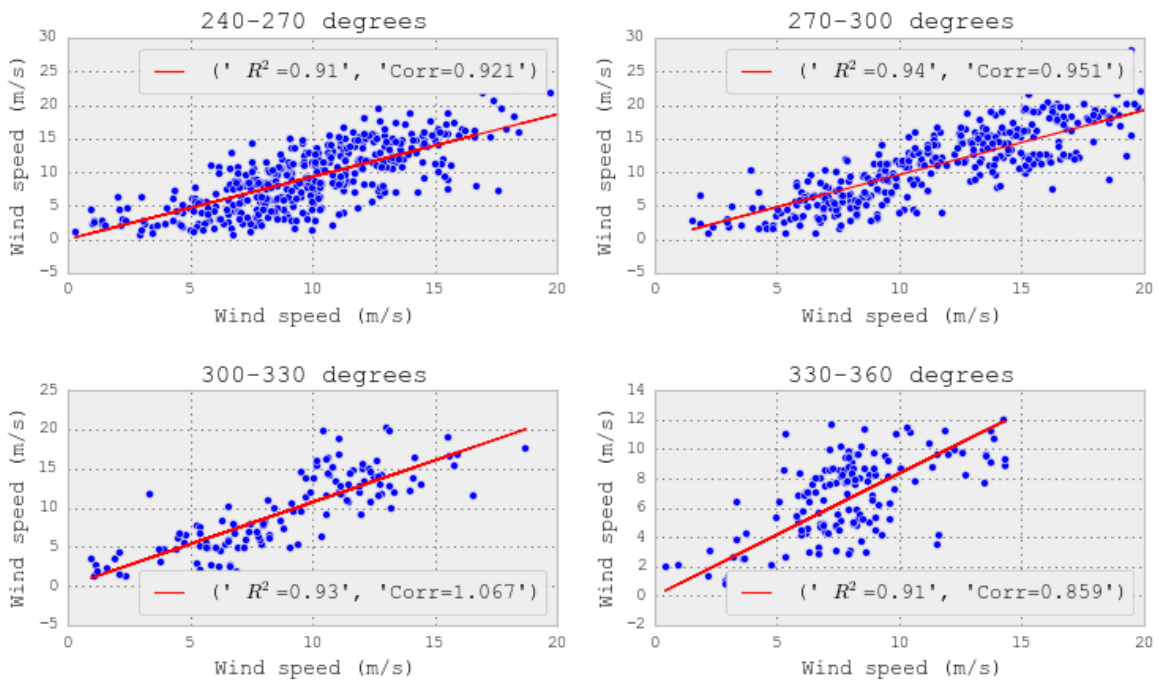 240-270 degrees
30
25
20
15
10
5
0
−5
Wind speed (m/s)
(' R²=0.91', 'Corr=0.921')
0 5 10 15 20
Wind speed (m/s)
270-300 degrees
30
25
20
15
10
5
0
−5
Wind speed (m/s)
(' R²=0.94', 'Corr=0.951')
0 5 10 15 20
Wind speed (m/s)
300-330 degrees
25
20
15
10
5
0
−5
Wind speed (m/s)
(' R²=0.93', 'Corr=1.067')
0 5 10 15 20
Wind speed (m/s)
330-360 degrees
14
12
10
8
6
4
2
0
−2
Wind speed (m/s)
(' R²=0.91', 'Corr=0.859')
0 5 10 15 20
Wind speed (m/s)